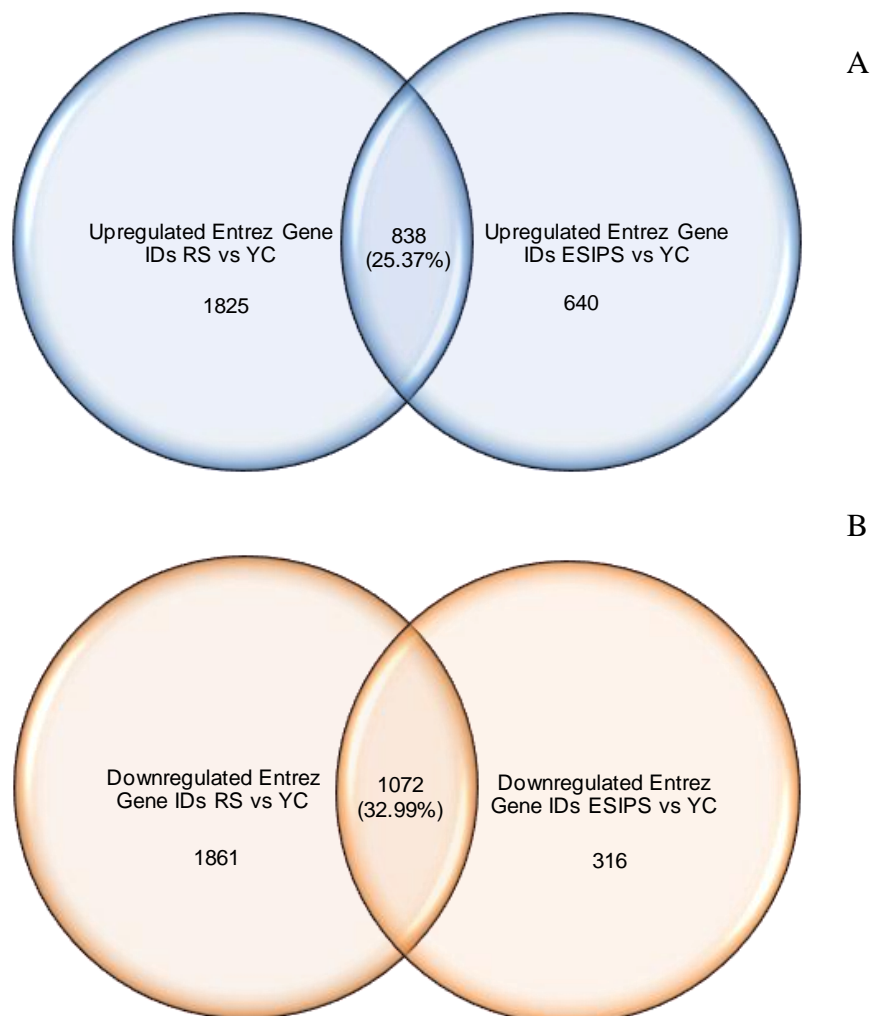 A
Upregulated Entrez Gene
IDs RS vs YC
1825
838
(25.37%)
Upregulated Entrez Gene
IDs ESIPS vs YC
640
B
Downregulated Entrez
Gene IDs RS vs YC
1861
1072
(32.99%)
Downregulated Entrez
Gene IDs ESIPS vs YC
316